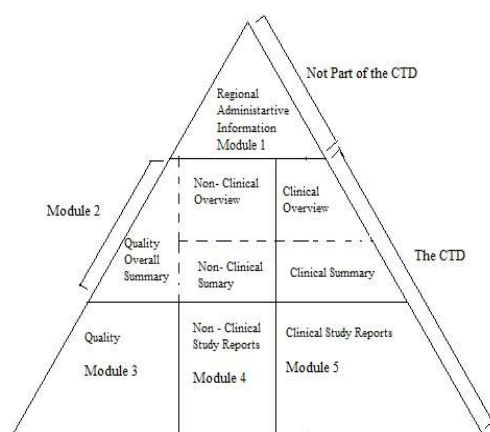 Not Part of the CTD
Regional
Administartive
Information
Module 1
Non- Clinical
Overview
Clinical
Overview
Module 2
Quality
Overall
Summary
Non- Clinical
Sumary
Clinical Summary
The CTD
Quality
Module 3
Non - Clinical
Study Reports
Module 4
Clinical Study Reports
Module 5